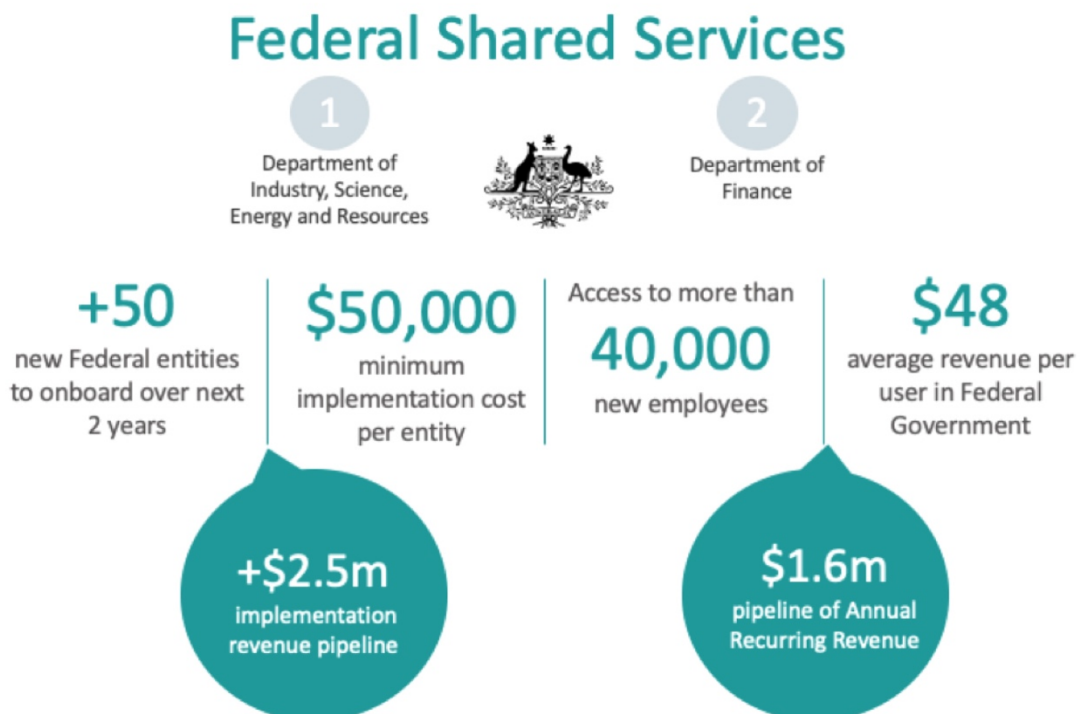 Federal Shared Services
1
Department of
Industry, Science,
Energy and Resources
2
Department of
Finance
+50
new Federal entities
to onboard over next
2 years
$50,000
minimum
implementation cost
per entity
Access to more than
40,000
new employees
$48
average revenue per
user in Federal
Government
+$2.5m
implementation
revenue pipeline
$1.6m
pipeline of Annual
Recurring Revenue